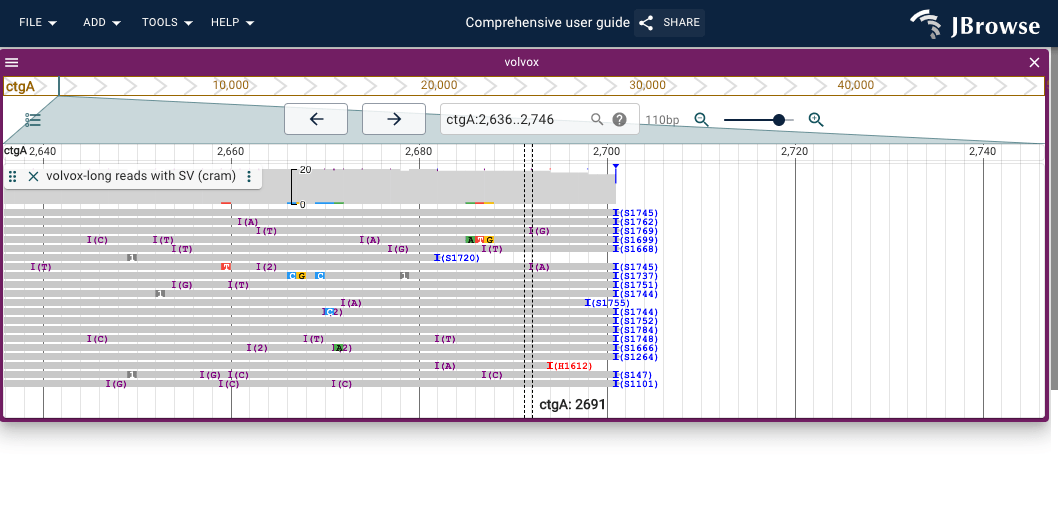 FILE ADD TOOLS HELP Comprehensive user guide SHARE JBrowse
volvox
ctgA 10,000 20,000 30,000 40,000
ctgA:2,636..2,746 110bp
ctgA 2,640 2,660 2,680 2,700 2,720 2,740
volvox-long reads with SV (cram) 20
0
I(S1745)
I(A) I(S1762)
I(T) I(G) I(S1769)
I(C) I(T) I(A) A T G I(S1699)
I(T) I(G) I(T) I(S1668)
1 I(S1720)
I(T) T I(2) I(A) I(S1745)
C G C 1 I(S1737)
I(G) I(T) I(S1751)
1 I(S1744)
I(A) I(S1755)
C 2) I(S1744)
I(S1752)
I(S1784)
I(C) I(T) I(T) I(S1748)
I(2) A 2) I(S1666)
I(S1264)
I(A) I(H1612)
1 I(G) I(C) I(C) I(S147)
I(G) I(C) I(C) I(S1101)
ctgA: 2691